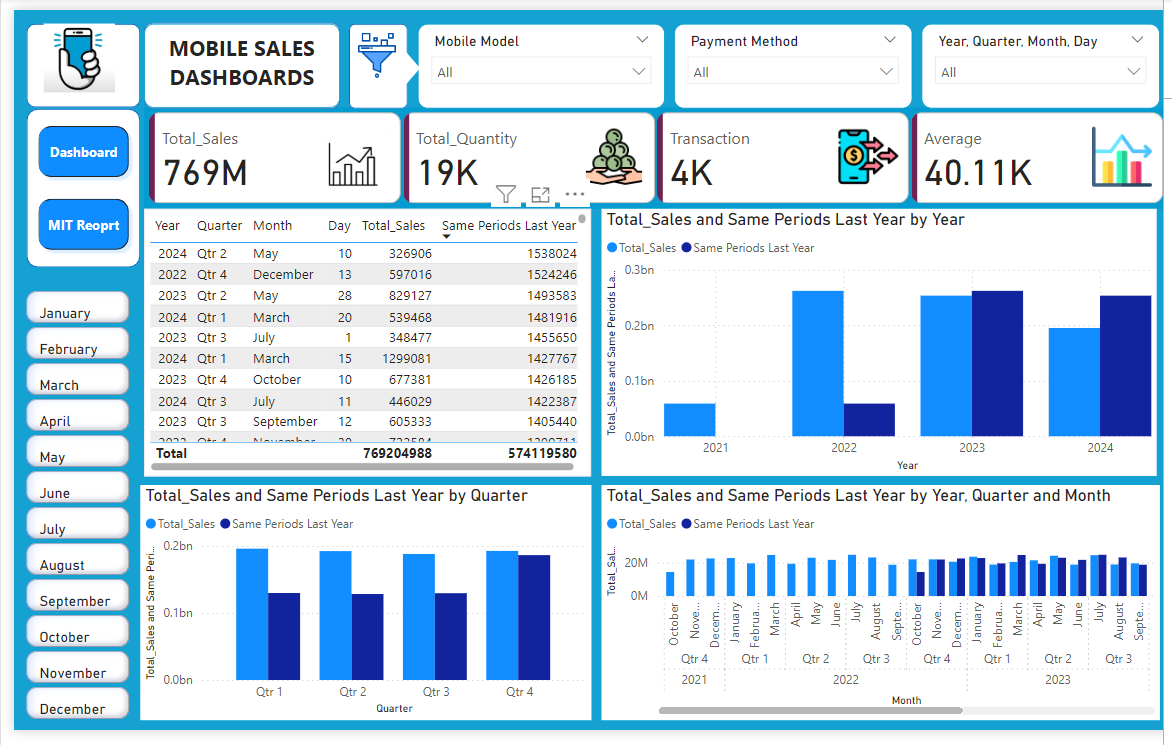 MOBILE SALES
DASHBOARDS
Mobile Model
All
Payment Method
All
Year, Quarter, Month, Day
All
Dashboard
MIT Reoprt
Total_Sales
769M
Total_Quantity
19K
Transaction
4K
Average
40.11K
January
February
March
April
May
June
July
August
September
October
November
December
Year Quarter Month Day Total_Sales Same Periods Last Year
2024 Qtr 2 May 10 326906 1538024
2022 Qtr 4 December 13 597016 1524246
2023 Qtr 2 May 28 829127 1493583
2024 Qtr 1 March 20 539468 1481916
2023 Qtr 3 July 1 348477 1455650
2024 Qtr 1 March 15 1299081 1427767
2023 Qtr 4 October 10 677381 1426185
2024 Qtr 3 July 11 446029 1422387
2023 Qtr 3 September 12 605333 1405440
Total 769204988 574119580
Total_Sales and Same Periods Last Year by Year
Total_Sales Same Periods Last Year
Total_Sales and Same Periods La...
0.3bn
0.2bn
0.1bn
0.0bn
2021 2022 2023 2024
Year
Total_Sales and Same Periods Last Year by Quarter
Total_Sales Same Periods Last Year
Total_Sales and Same Peri...
0.2bn
0.1bn
0.0bn
Qtr 1 Qtr 2 Qtr 3 Qtr 4
Quarter
Total_Sales and Same Periods Last Year by Year, Quarter and Month
Total_Sales Same Periods Last Year
Total_Sal...
20M
0M
October Nove... Decem... January Februa... March April May June July August Septe... October Nove... Decem... January Februa... March April May June July August Septe...
Qtr 4 Qtr 1 Qtr 2 Qtr 3 Qtr 4 Qtr 1 Qtr 2 Qtr 3
2021 2022 2023
Month